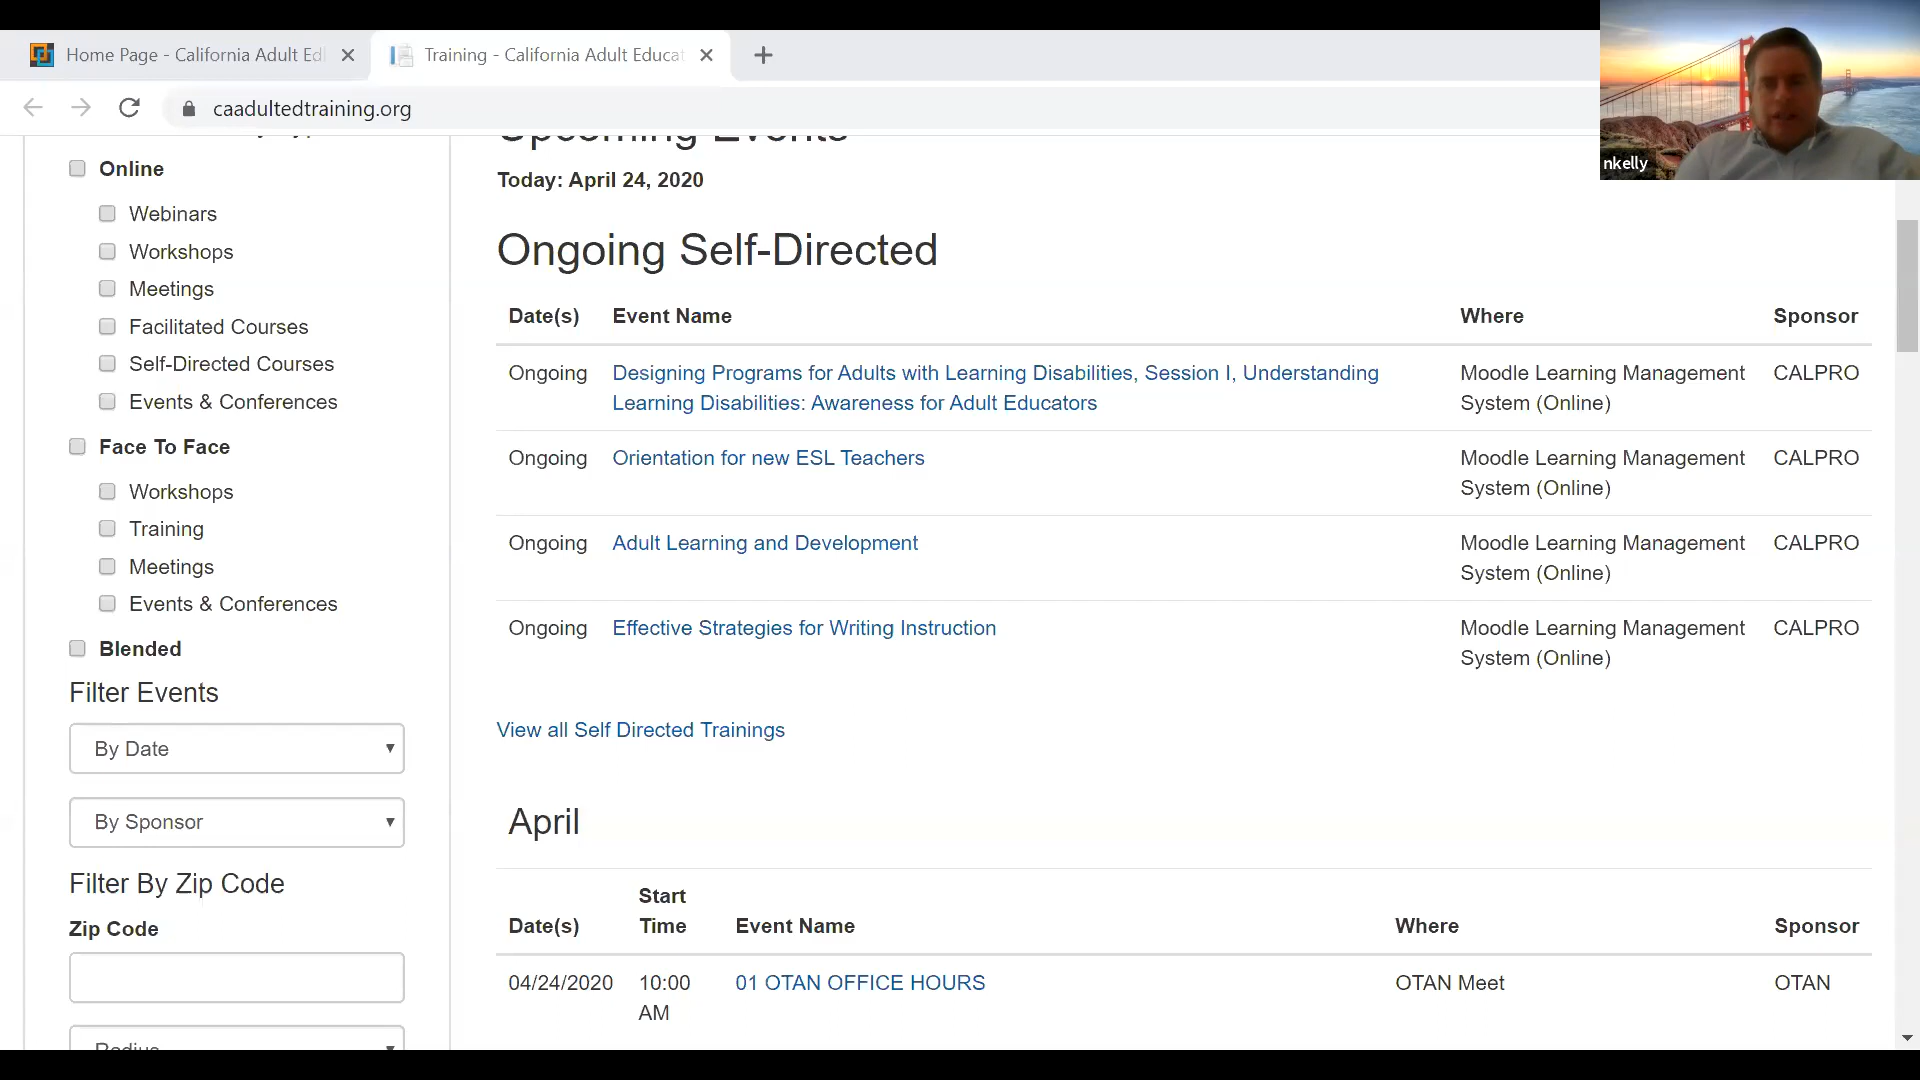 Home Page - California Adult Ed
Training - California Adult Educat
caadultedtraining.org
nkelly
Online
Webinars
Workshops
Meetings
Facilitated Courses
Self-Directed Courses
Events & Conferences
Face To Face
Workshops
Training
Meetings
Events & Conferences
Blended
Filter Events
By Date
By Sponsor
Filter By Zip Code
Zip Code
Radius
Upcoming Events
Today: April 24, 2020
Ongoing Self-Directed
Date(s) Event Name Where Sponsor
Ongoing Designing Programs for Adults with Learning Disabilities, Session I, Understanding Moodle Learning Management CALPRO
Learning Disabilities: Awareness for Adult Educators System (Online)
Ongoing Orientation for new ESL Teachers Moodle Learning Management CALPRO
System (Online)
Ongoing Adult Learning and Development Moodle Learning Management CALPRO
System (Online)
Ongoing Effective Strategies for Writing Instruction Moodle Learning Management CALPRO
System (Online)
View all Self Directed Trainings
April
Start
Date(s) Time Event Name Where Sponsor
04/24/2020 10:00 01 OTAN OFFICE HOURS OTAN Meet OTAN
AM